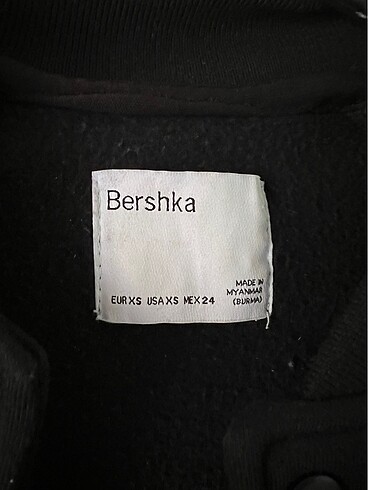 Bershka
MADE IN
MYANMAR
(BURMA)
EUR XS USA XS MEX 24